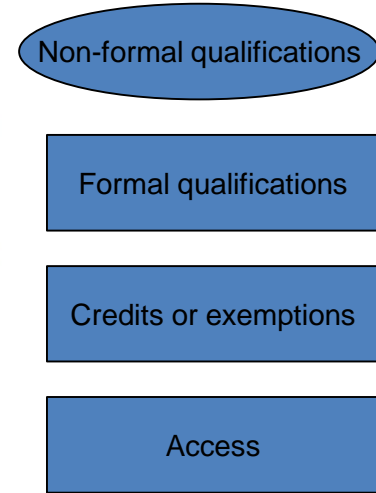 Non-formal qualifications
Formal qualifications
Credits or exemptions
Access